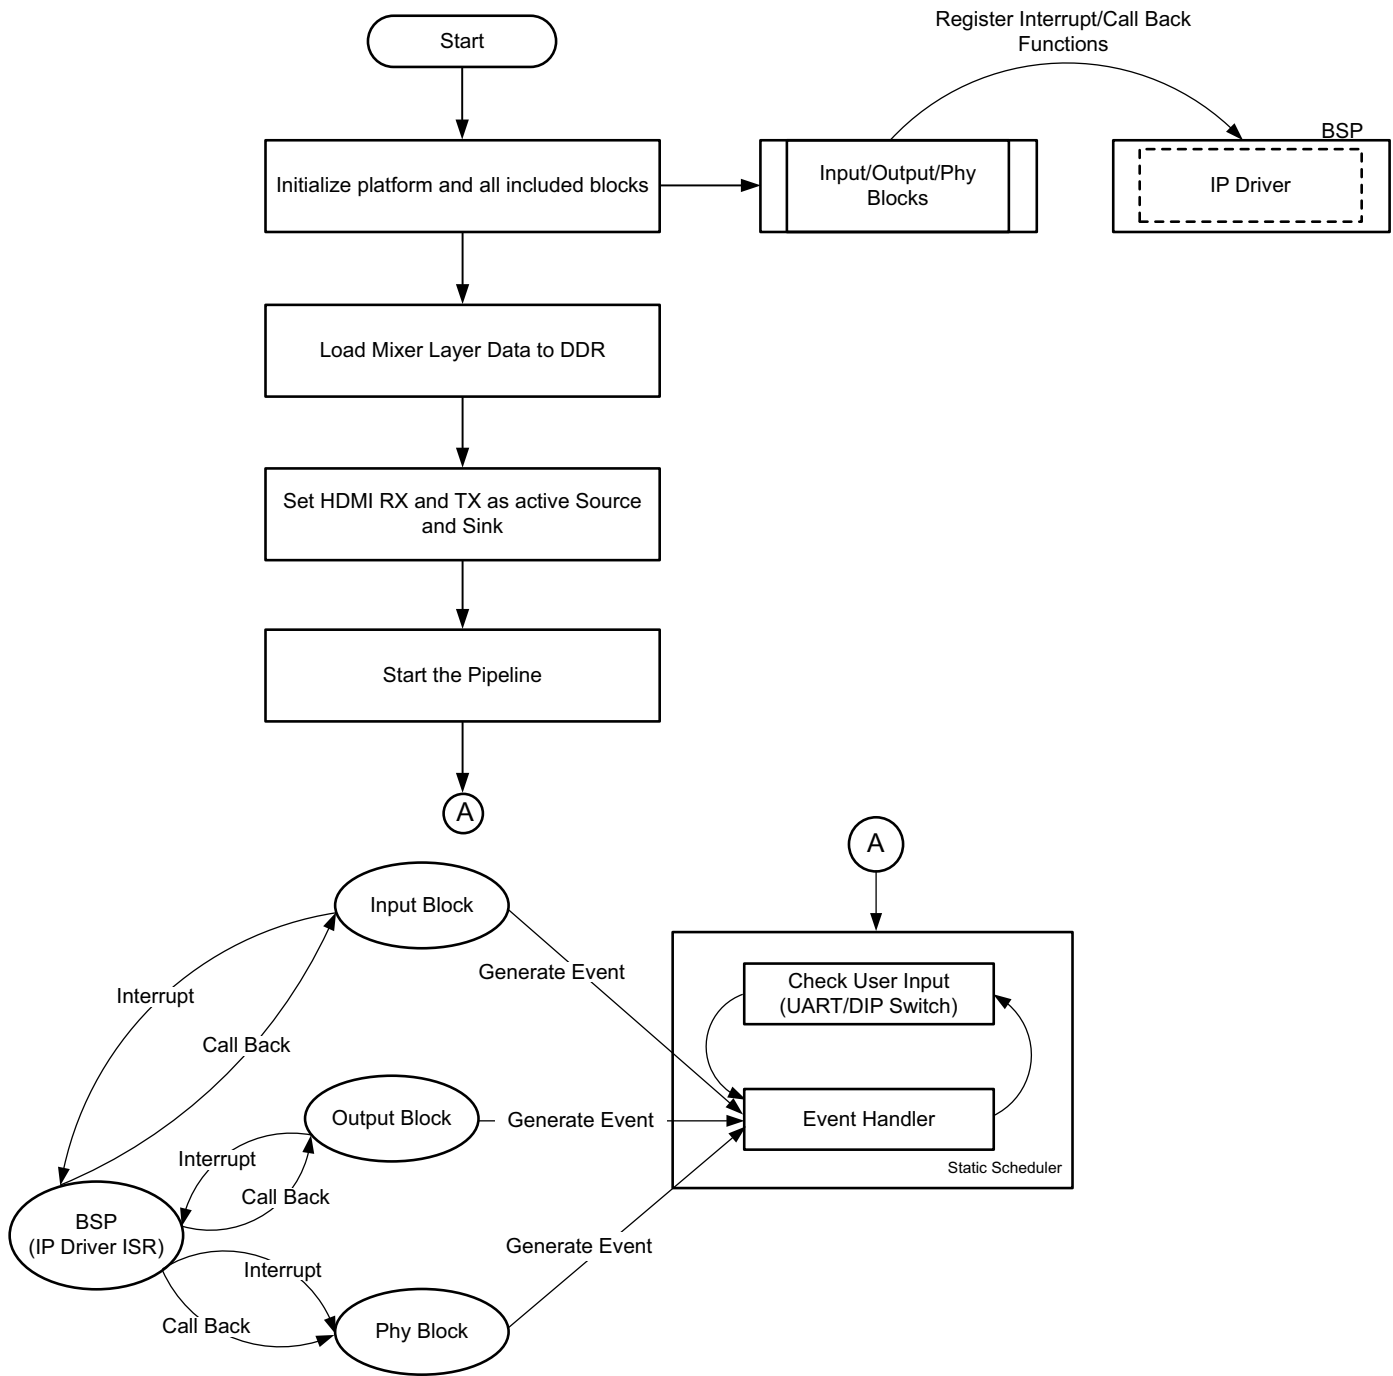 Register Interrupt/Call Back
Functions
Start
BSP
Initialize platform and all included blocks
Input/Output/Phy
Blocks
IP Driver
Load Mixer Layer Data to DDR
Set HDMI RX and TX as active Source
and Sink
Start the Pipeline
A
A
Input Block
Generate Event
Check User Input
(UART/DIP Switch)
Interrupt
Call Back
Output Block
Generate Event
Event Handler
Interrupt
Static Scheduler
Call Back
BSP
(IP Driver ISR)
Generate Event
Interrupt
Call Back
Phy Block